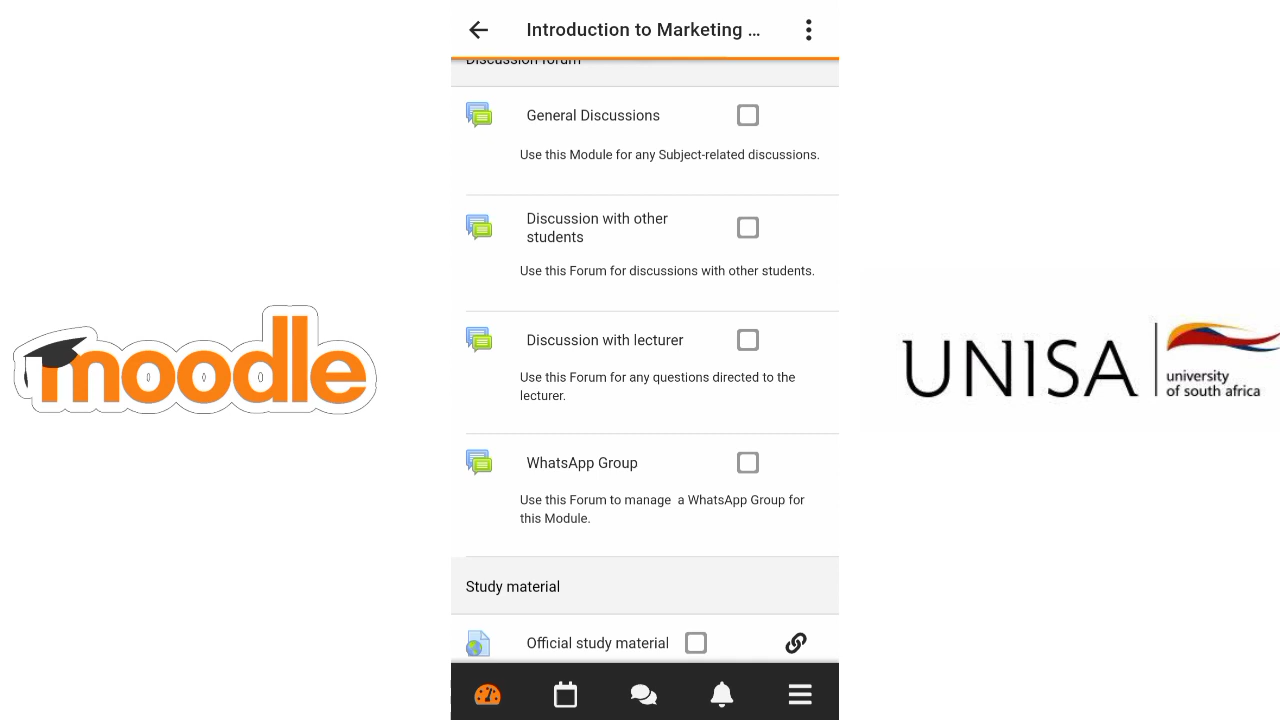 Introduction to Marketing ...
Discussion forum
General Discussions
Use this Module for any Subject-related discussions.
Discussion with other
students
Use this Forum for discussions with other students.
Discussion with lecturer
Use this Forum for any questions directed to the
lecturer.
WhatsApp Group
Use this Forum to manage  a WhatsApp Group for
this Module.
Study material
Official study material
moodle
UNISA
university
of south africa